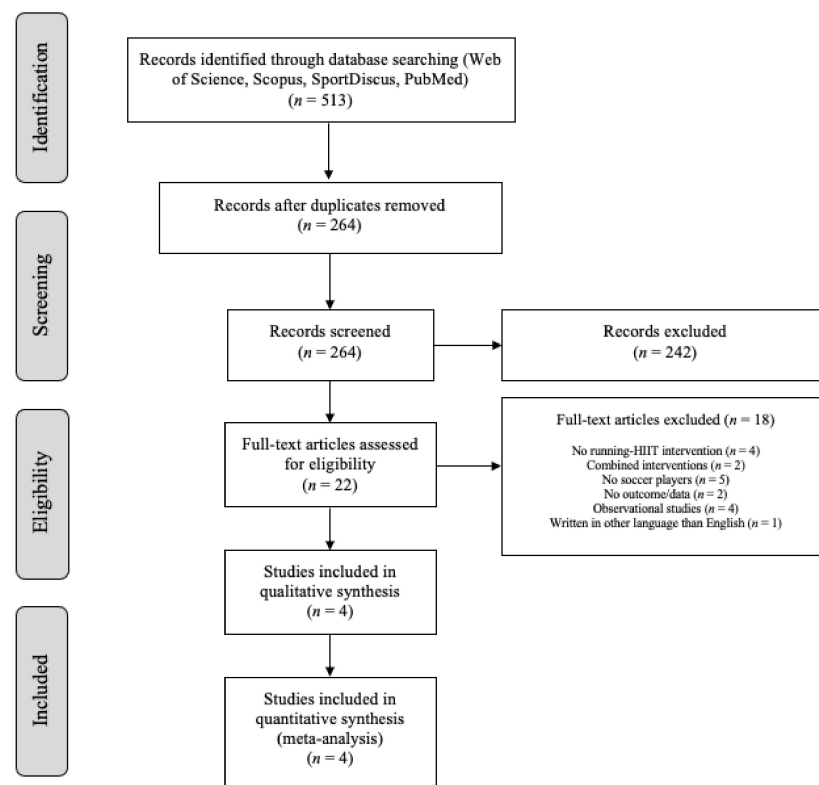 Identification
Records identified through database searching (Web
of Science, Scopus, SportDiscus, PubMed)
(n = 513)
Records after duplicates removed
(n = 264)
Screening
Records screened
(n = 264)
Records excluded
(n = 242)
Eligibility
Full-text articles assessed
for eligibility
(n = 22)
Full-text articles excluded (n = 18)
No running-HIIT intervention (n = 4)
Combined interventions (n = 2)
No soccer players (n = 5)
No outcome/data (n = 2)
Observational studies (n = 4)
Written in other language than English (n = 1)
Studies included in
qualitative synthesis
(n = 4)
Included
Studies included in
quantitative synthesis
(meta-analysis)
(n = 4)